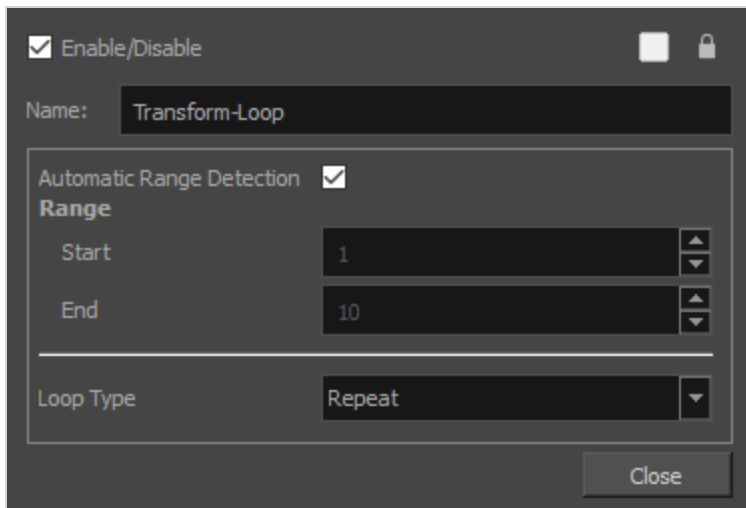 Enable/Disable
Name: Transform-Loop
Automatic Range Detection
Range
Start 1
End 10
Loop Type Repeat
Close